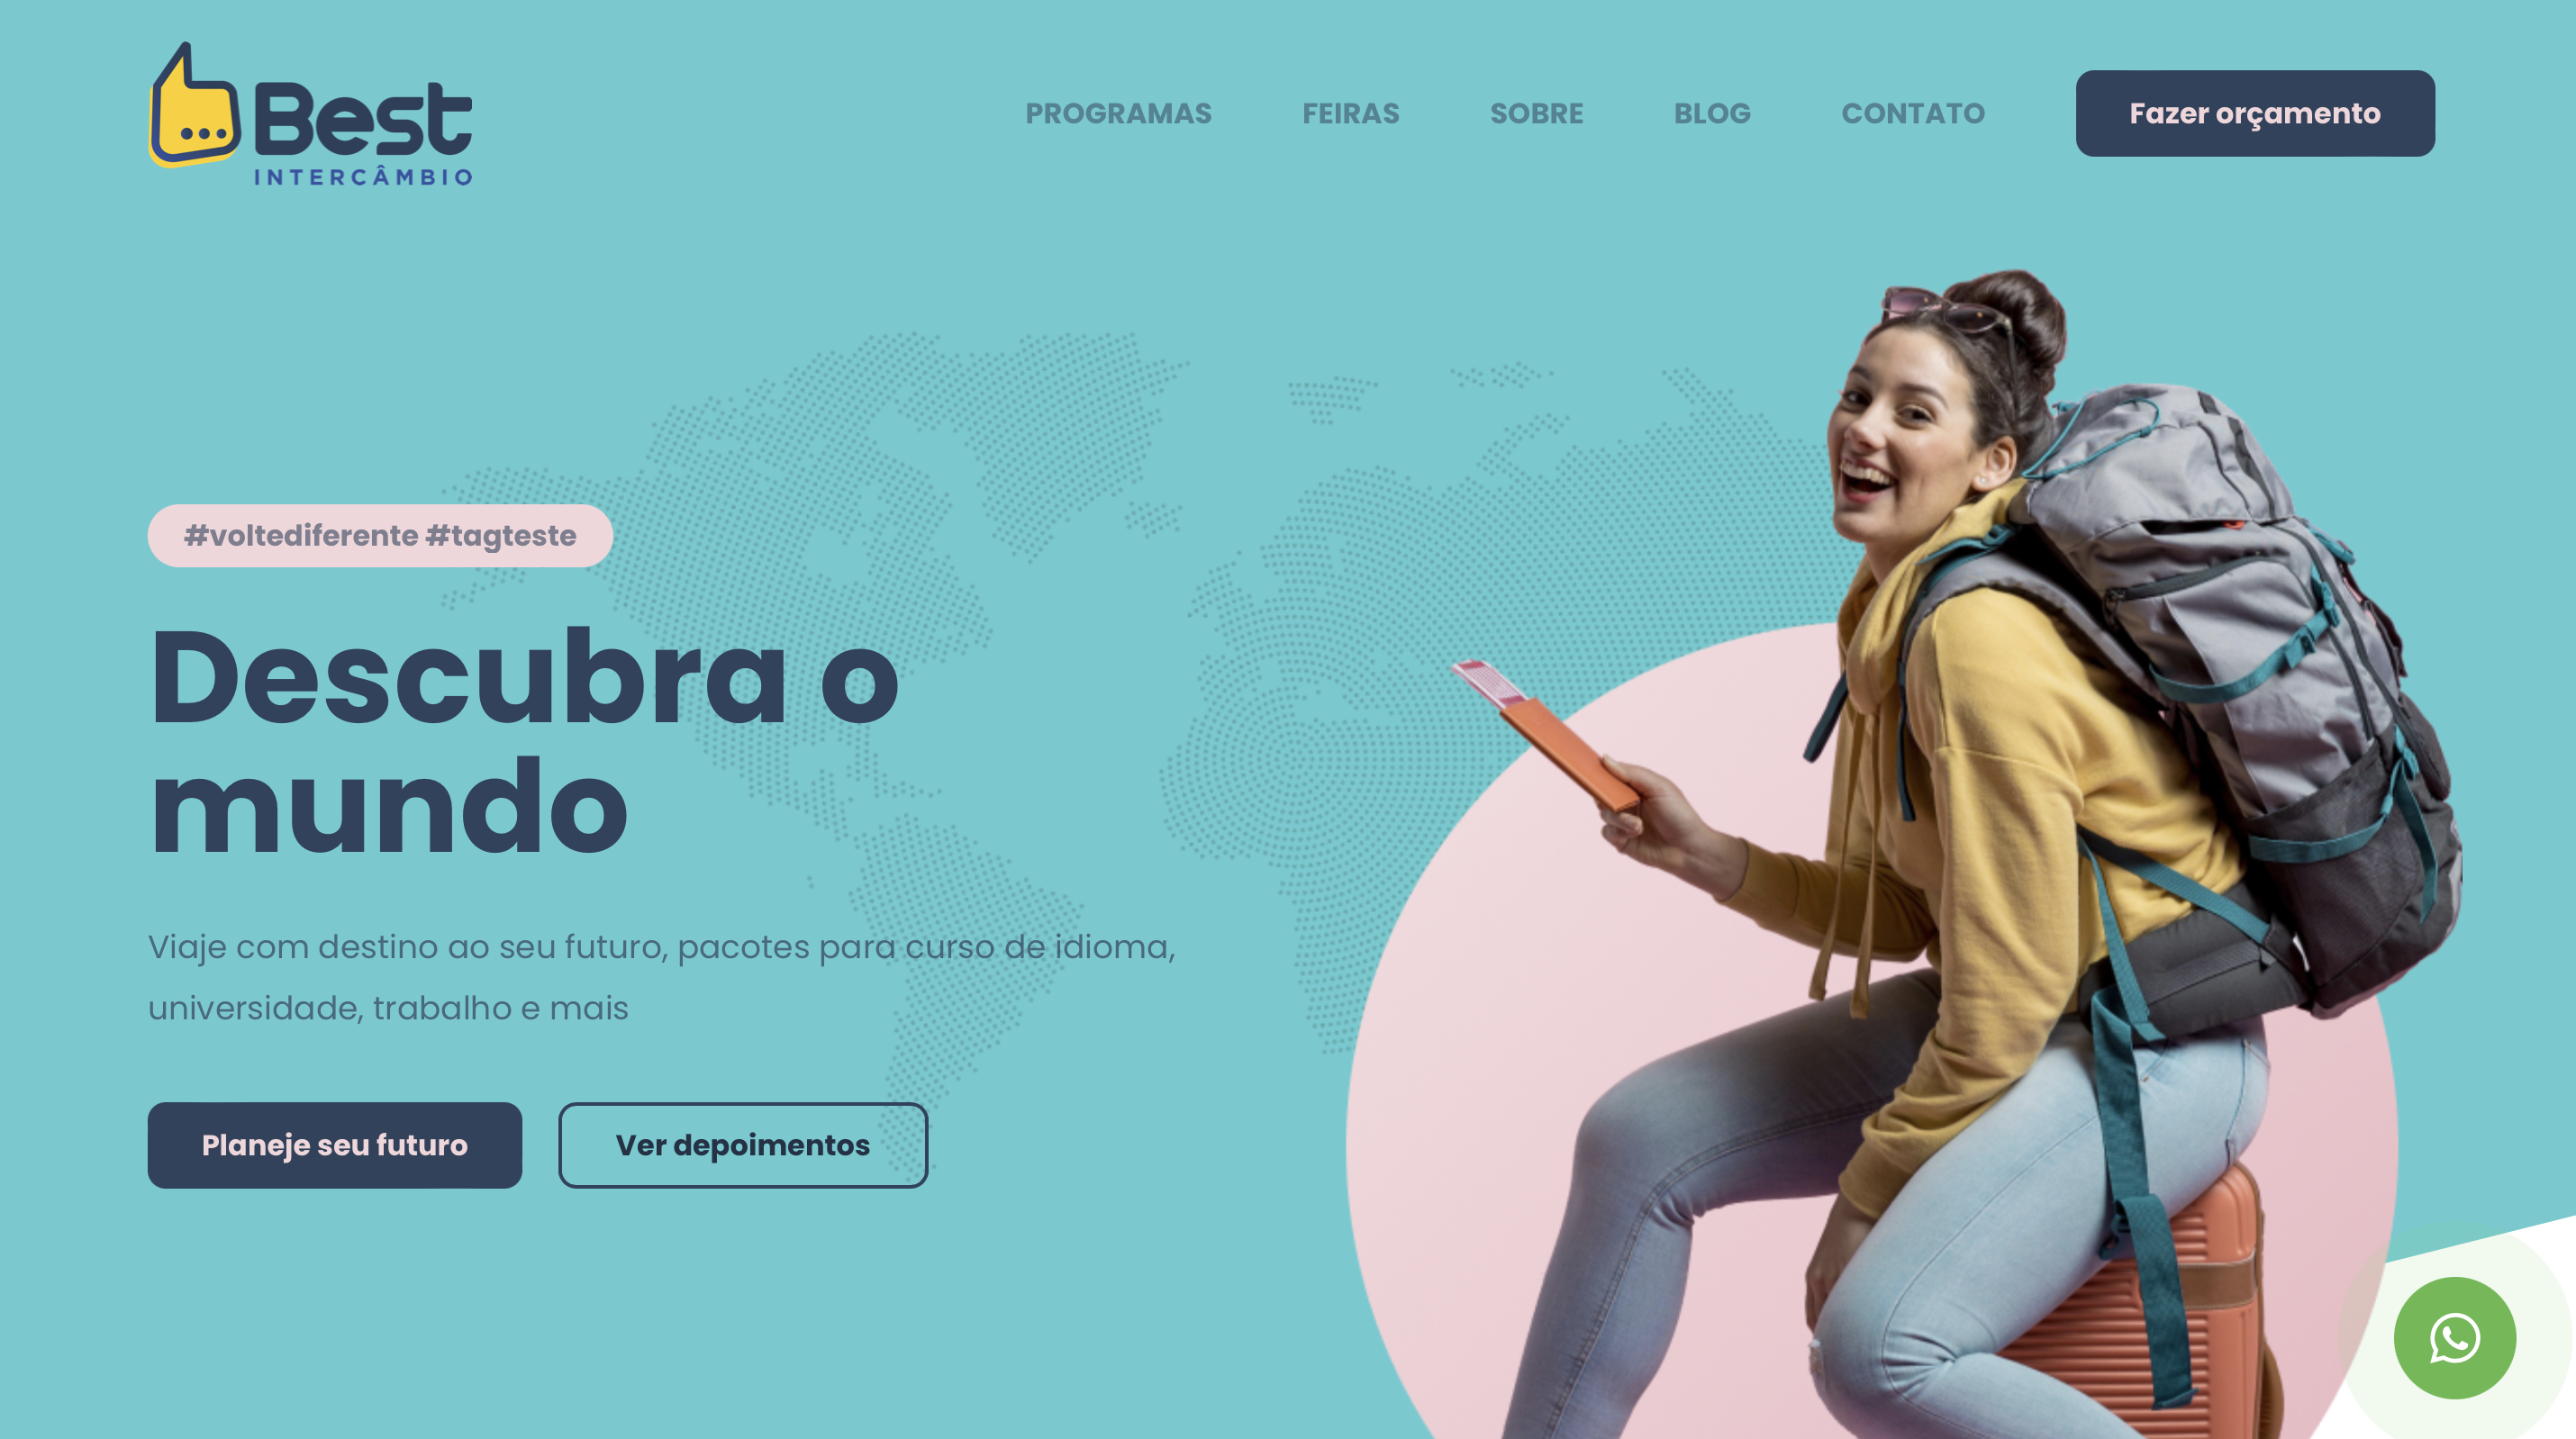 Best
INTERCÂMBIO
PROGRAMAS
FEIRAS
SOBRE
BLOG
CONTATO
Fazer orçamento
#voltediferente #tagteste
Descubra o
mundo
Viaje com destino ao seu futuro, pacotes para curso de idioma,
universidade, trabalho e mais
Planeje seu futuro
Ver depoimentos